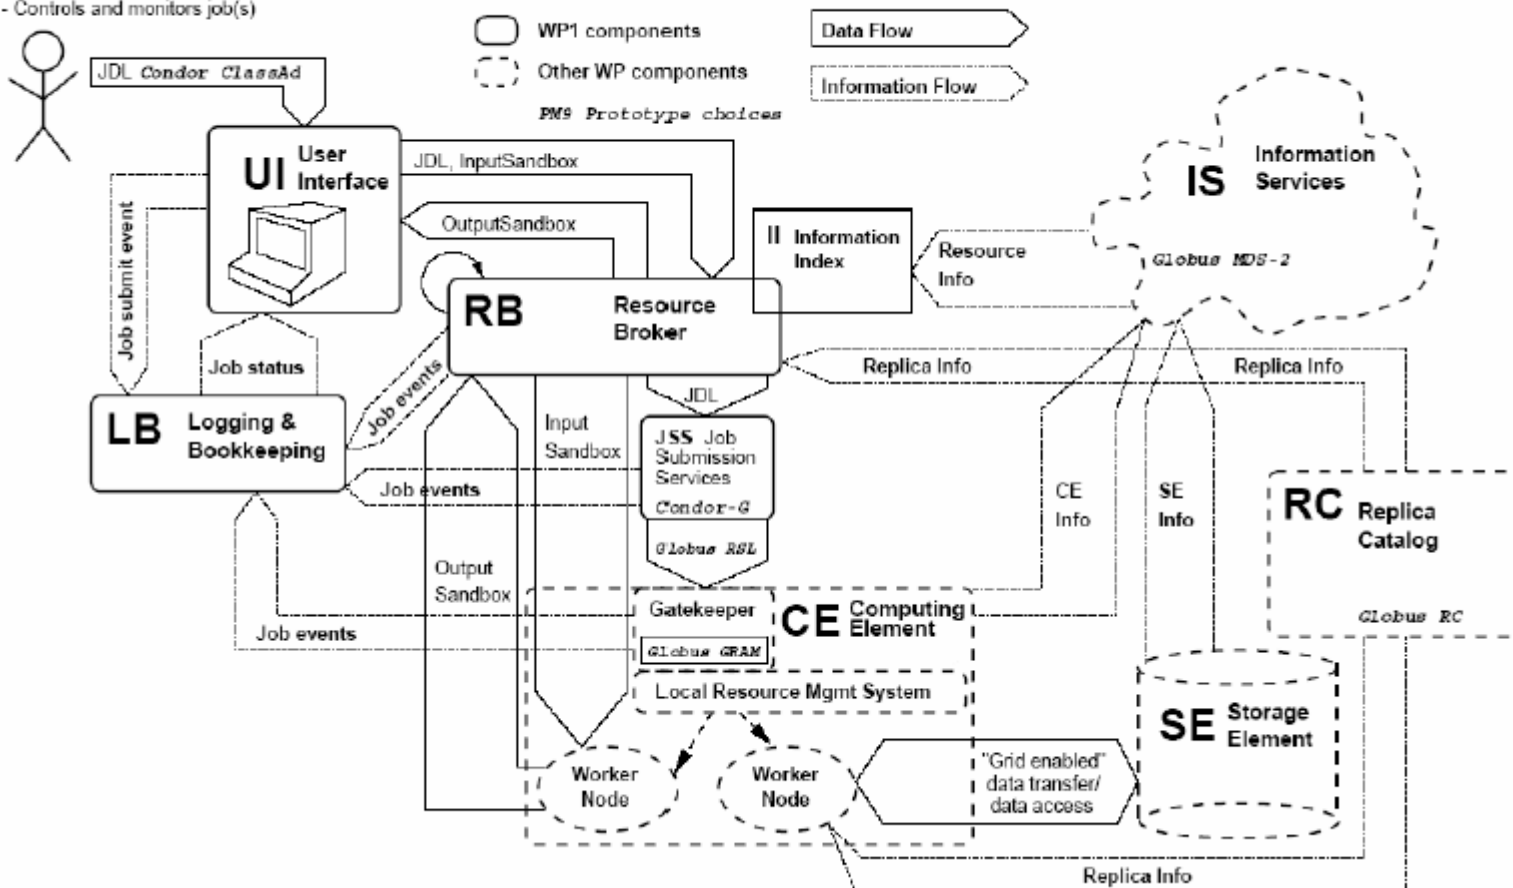 - Controls and monitors job(s)
JDL Condor ClassAd
WP1 components
Other WP components
PM9 Prototype choices
Data Flow
Information Flow
UI User
Interface
JDL, InputSandbox
OutputSandbox
II Information
Index
Resource
Info
IS Information
Services
Globus MDS-2
Job submit event
RB Resource
Broker
Job status
Job events
Replica Info
Replica Info
JDL
LB Logging &
Bookkeeping
Input
Sandbox
JSS Job
Submission
Services
Condor-G
Job events
Globus RSL
CE
Info
SE
Info
RC Replica
Catalog
Globus RC
Output
Sandbox
Gatekeeper
Globus GRAM
CE Computing
Element
Job events
Local Resource Mgmt System
SE Storage
Element
Worker
Node
Worker
Node
"Grid enabled"
data transfer/
data access
Replica Info